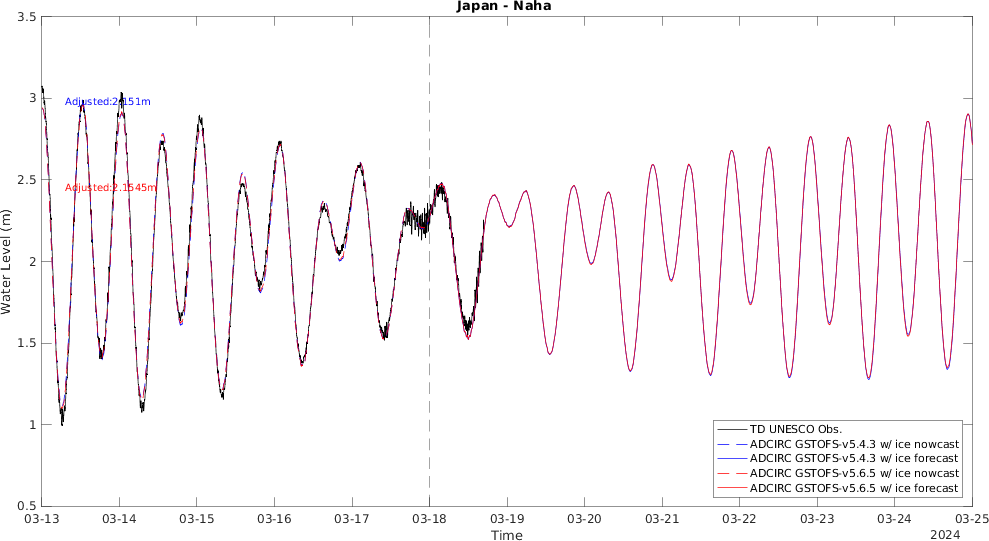 Japan - Naha
3.5
3
2.5
2
1.5
1
0.5
Water Level (m)
Adjusted:2.151m
Adjusted:2.1545m
TD UNESCO Obs.
ADCIRC GSTOFS-v5.4.3 w/ ice nowcast
ADCIRC GSTOFS-v5.4.3 w/ ice forecast
ADCIRC GSTOFS-v5.6.5 w/ ice nowcast
ADCIRC GSTOFS-v5.6.5 w/ ice forecast
03-13 03-14 03-15 03-16 03-17 03-18 03-19 03-20 03-21 03-22 03-23 03-24 03-25
Time
2024